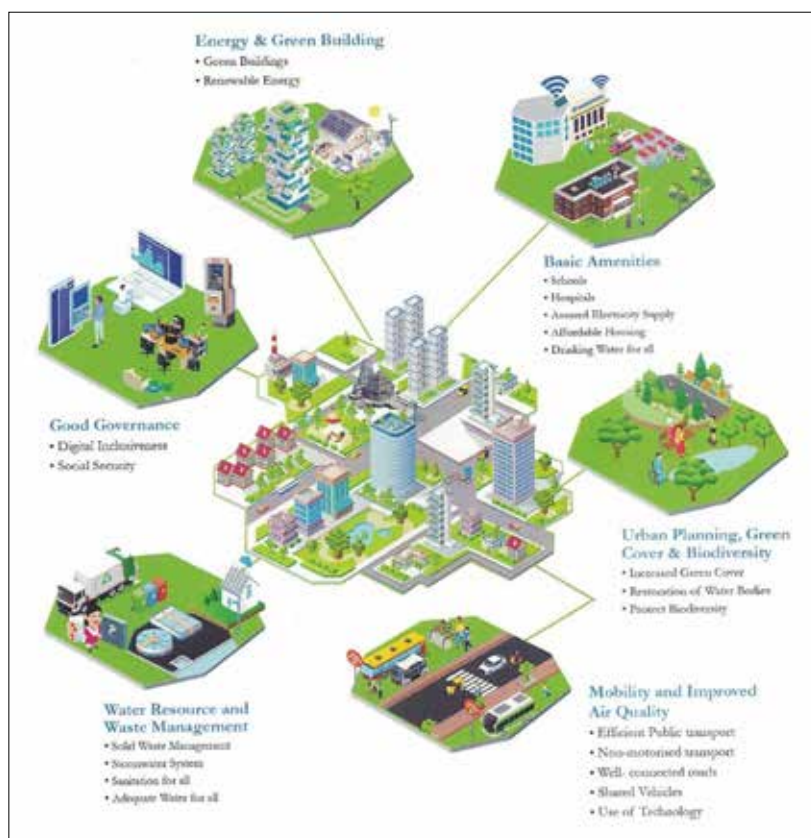 Energy & Green Building
• Green Buildings
• Renewable Energy
Basic Amenities
• Schools
• Hospitals
• Assured Electricity Supply
• Affordable Housing
• Drinking Water for all
Good Governance
• Digital Inclusiveness
• Social Security
Urban Planning, Green
Cover & Biodiversity
• Increased Green Cover
• Restoration of Water Bodies
• Protect Biodiversity
Water Resource and
Waste Management
• Solid Waste Management
• Stormwater System
• Sanitation for all
• Adequate Water for all
Mobility and Improved
Air Quality
• Efficient Public transport
• Non-motorised transport
• Well- connected roads
• Shared Vehicles
• Use of Technology